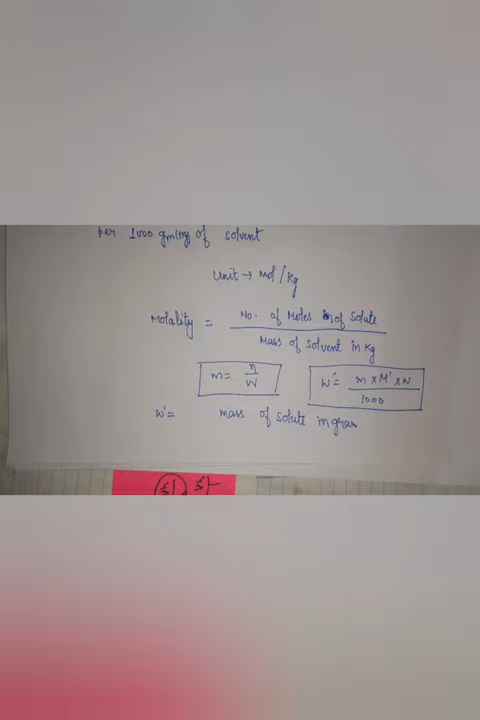 per 1000 gm(1kg) of solvent
Unit → Mol/Kg
Molality = No. of Moles of solute / Mass of solvent in Kg
m = n/W
w' = m × M' × w / 1000
w' = mass of solute in gram